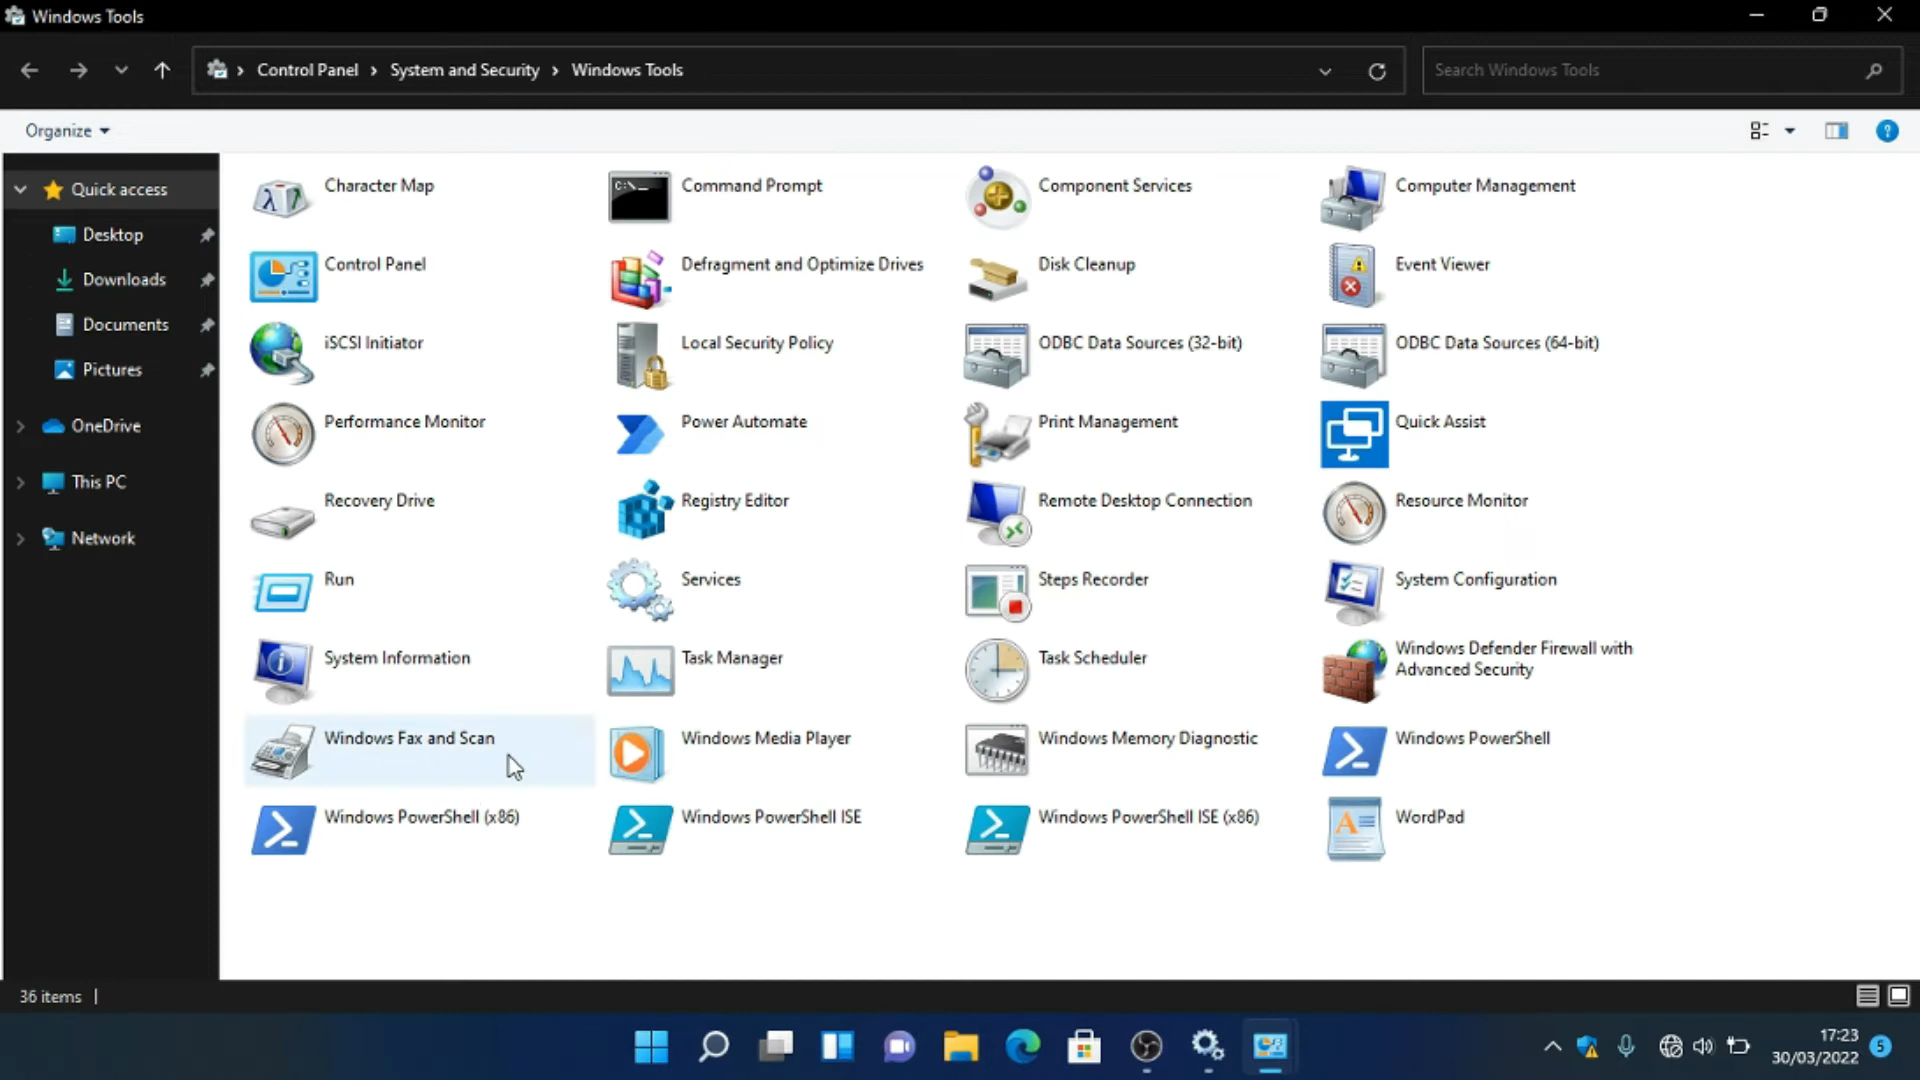 Windows Tools
Control Panel › System and Security › Windows Tools
Search Windows Tools
Organize
Quick access
Desktop
Downloads
Documents
Pictures
OneDrive
This PC
Network
Character Map
Command Prompt
Component Services
Computer Management
Control Panel
Defragment and Optimize Drives
Disk Cleanup
Event Viewer
iSCSI Initiator
Local Security Policy
ODBC Data Sources (32-bit)
ODBC Data Sources (64-bit)
Performance Monitor
Power Automate
Print Management
Quick Assist
Recovery Drive
Registry Editor
Remote Desktop Connection
Resource Monitor
Run
Services
Steps Recorder
System Configuration
System Information
Task Manager
Task Scheduler
Windows Defender Firewall with
Advanced Security
Windows Fax and Scan
Windows Media Player
Windows Memory Diagnostic
Windows PowerShell
Windows PowerShell (x86)
Windows PowerShell ISE
Windows PowerShell ISE (x86)
WordPad
36 items
17:23
30/03/2022
5